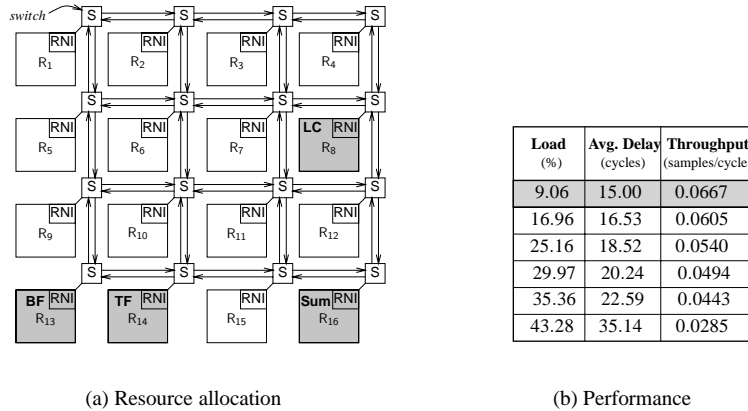 switch
S S S S
RNI RNI RNI RNI
R1 R2 R3 R4
S S S S
RNI RNI RNI LC RNI
R5 R6 R7 R8
S S S S
RNI RNI RNI RNI
R9 R10 R11 R12
S S S S
BF RNI TF RNI RNI Sum RNI
R13 R14 R15 R16
(a) Resource allocation
Load Avg. Delay Throughput
(%) (cycles) (samples/cycle
9.06 15.00 0.0667
16.96 16.53 0.0605
25.16 18.52 0.0540
29.97 20.24 0.0494
35.36 22.59 0.0443
43.28 35.14 0.0285
(b) Performance